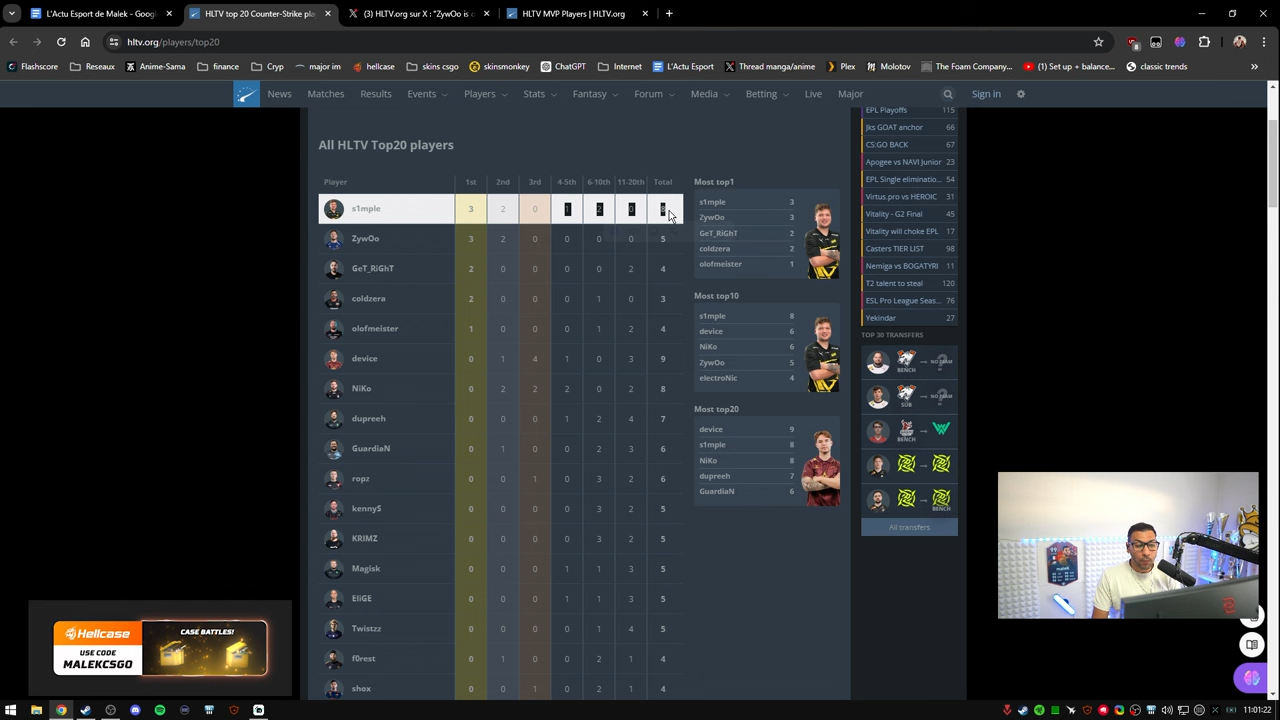 L'Actu Esport de Malek - Googl
HLTV top 20 Counter-Strike pla
(3) HLTV.org sur X : "ZywOo is
HLTV MVP Players | HLTV.org
hltv.org/players/top20
Flashscore
Reseaux
Anime-Sama
finance
Cryp
major im
hellcase
skins csgo
skinsmonkey
ChatGPT
Internet
L'Actu Esport
Thread manga/anime
Plex
Molotov
The Foam Company...
(1) Set up + balance...
classic trends
News
Matches
Results
Events
Players
Stats
Fantasy
Forum
Media
Betting
Live
Major
Sign in
All HLTV Top20 players
Player 1st 2nd 3rd 4-5th 6-10th 11-20th Total
s1mple 3 2 0 1 2 0 8
ZywOo 3 2 0 0 0 0 5
GeT_RiGhT 2 0 0 0 0 2 4
coldzera 2 0 0 0 1 0 3
olofmeister 1 0 0 0 1 2 4
device 0 1 4 1 0 3 9
NiKo 0 2 2 2 0 2 8
dupreeh 0 0 0 1 2 4 7
GuardiaN 0 1 0 0 2 3 6
ropz 0 0 1 0 3 2 6
kennyS 0 0 0 0 3 2 5
KRIMZ 0 0 0 0 3 2 5
Magisk 0 0 0 1 1 3 5
EliGE 0 0 0 1 1 3 5
Twistzz 0 0 0 0 1 4 5
f0rest 0 1 0 0 2 1 4
shox 0 0 1 0 2 1 4
Most top1
s1mple 3
ZywOo 3
GeT_RiGhT 2
coldzera 2
olofmeister 1
Most top10
s1mple 8
device 6
NiKo 6
ZywOo 5
electroNic 4
Most top20
device 9
s1mple 8
NiKo 8
dupreeh 7
GuardiaN 6
EPL Playoffs 115
Jks GOAT anchor 66
CS:GO BACK 67
Apogee vs NAVI Junior 23
EPL Single eliminatio... 54
Virtus.pro vs HEROIC 31
Vitality - G2 Final 45
Vitality will choke EPL 17
Casters TIER LIST 98
Nemiga vs BOGATYRI 11
T2 talent to steal 120
ESL Pro League Seas... 76
Yekindar 27
TOP 30 TRANSFERS
BENCH
NO TEAM
SUB
NO TEAM
BENCH
BENCH
All transfers
Hellcase
USE CODE
MALEKCSGO
CASE BATTLES!
malek
11:01:22